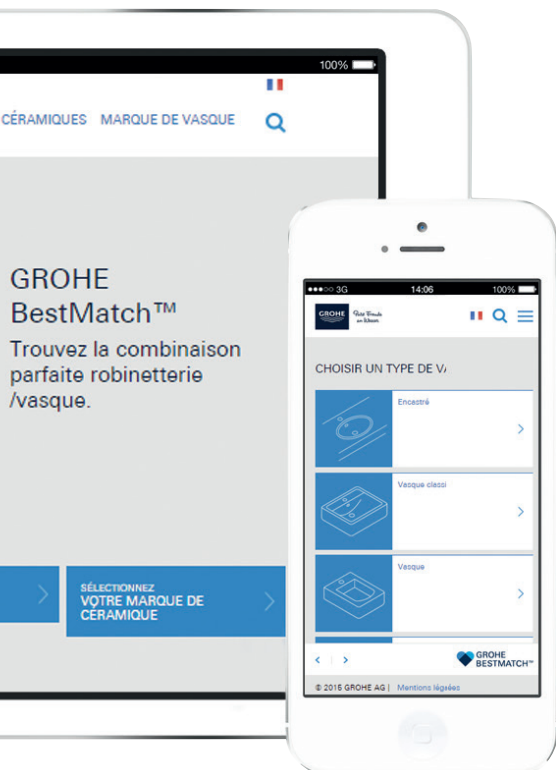 100%
CÉRAMIQUES MARQUE DE VASQUE
GROHE
BestMatch™
Trouvez la combinaison
parfaite robinetterie
/vasque.
SÉLECTIONNEZ
VOTRE MARQUE DE
CÉRAMIQUE
3G 14:06 100%
GROHE
CHOISIR UN TYPE DE V
Encastré
Vasque classi
Vasque
GROHE
BESTMATCH™
© 2015 GROHE AG | Mentions légales